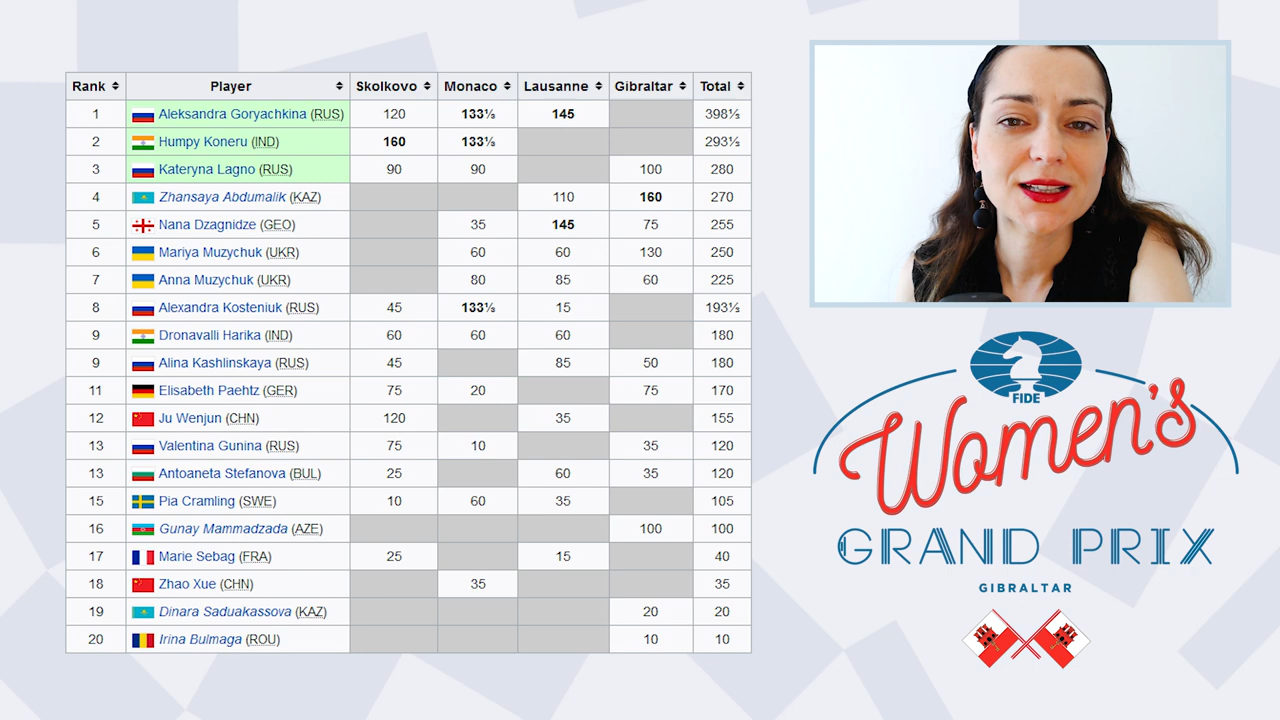 Rank Player Skolkovo Monaco Lausanne Gibraltar Total
1 Aleksandra Goryachkina (RUS) 120 133⅓ 145 398⅓
2 Humpy Koneru (IND) 160 133⅓ 293⅓
3 Kateryna Lagno (RUS) 90 90 100 280
4 Zhansaya Abdumalik (KAZ) 110 160 270
5 Nana Dzagnidze (GEO) 35 145 75 255
6 Mariya Muzychuk (UKR) 60 60 130 250
7 Anna Muzychuk (UKR) 80 85 60 225
8 Alexandra Kosteniuk (RUS) 45 133⅓ 15 193⅓
9 Dronavalli Harika (IND) 60 60 60 180
9 Alina Kashlinskaya (RUS) 45 85 50 180
11 Elisabeth Paehtz (GER) 75 20 75 170
12 Ju Wenjun (CHN) 120 35 155
13 Valentina Gunina (RUS) 75 10 35 120
13 Antoaneta Stefanova (BUL) 25 60 35 120
15 Pia Cramling (SWE) 10 60 35 105
16 Gunay Mammadzada (AZE) 100 100
17 Marie Sebag (FRA) 25 15 40
18 Zhao Xue (CHN) 35 35
19 Dinara Saduakassova (KAZ) 20 20
20 Irina Bulmaga (ROU) 10 10
FIDE
Women's
GRAND PRIX
GIBRALTAR